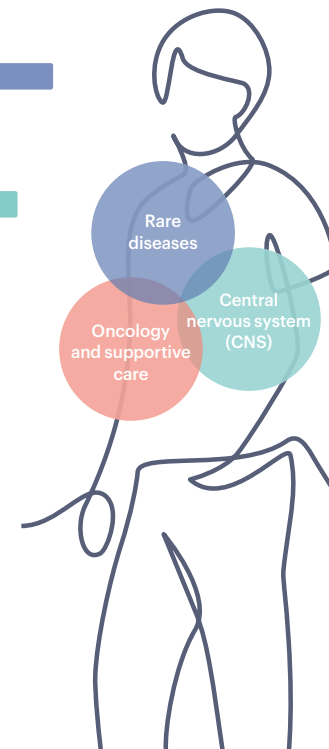 Rare
diseases
Central
nervous system
(CNS)
Oncology
and supportive
care